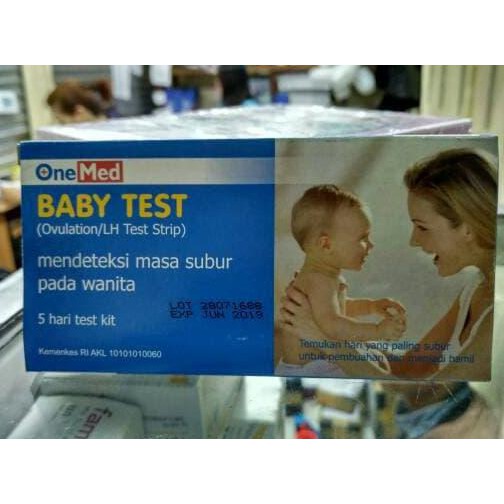 OneMed
BABY TEST
(Ovulation/LH Test Strip)
mendeteksi masa subur
pada wanita
LOT 28071688
EXP JUN 2019
5 hari test kit
Temukan hari yang paling subur
untuk pembuahan dan menjadi hamil
Kemenkes RI AKL 10101010060